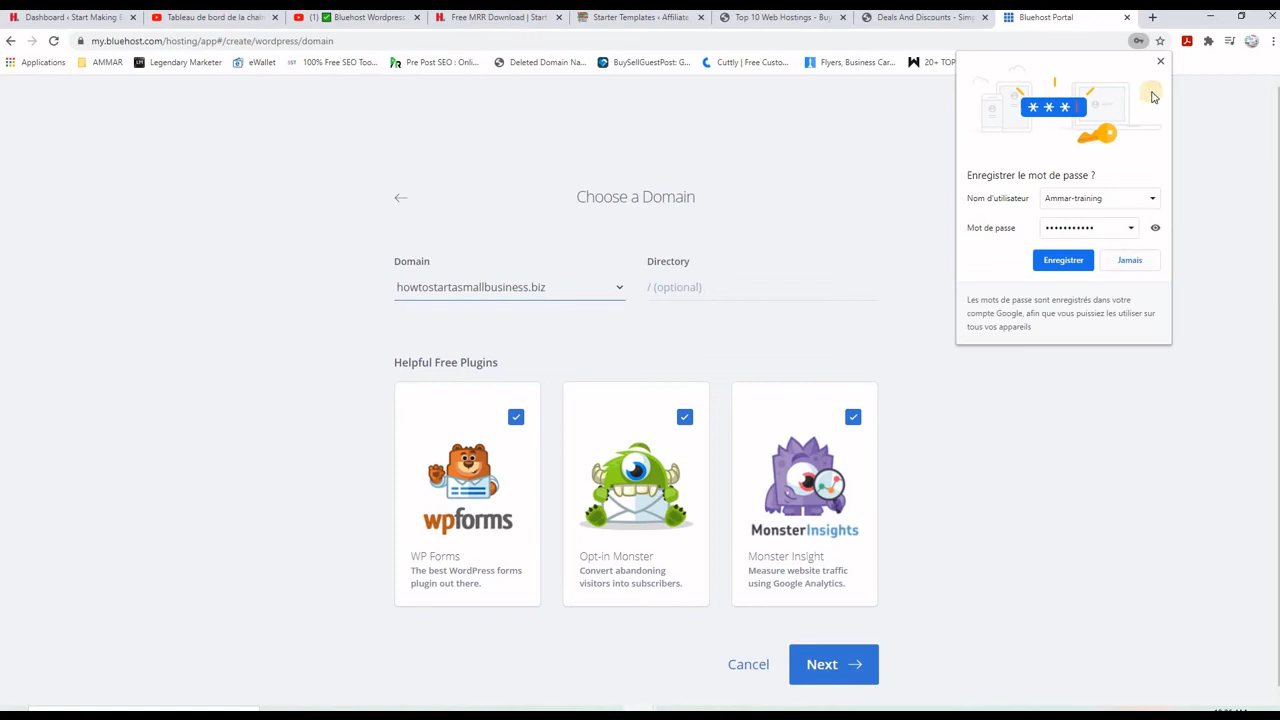 Dashboard ‹ Start Making
Tableau de bord de la chaîn
(1) ✅ Bluehost Wordpress
Free MRR Download | Start
Starter Templates ‹ Affiliate
Top 10 Web Hostings - Buy
Deals And Discounts - Simp
Bluehost Portal
my.bluehost.com/hosting/app#/create/wordpress/domain
Applications
AMMAR
Legendary Marketer
eWallet
100% Free SEO Too...
Pre Post SEO : Onli...
Deleted Domain Na...
BuySellGuestPost: G...
Cuttly | Free Custo...
Flyers, Business Car...
20+ TOP
* * *
Enregistrer le mot de passe ?
Nom d'utilisateur
Ammar-training
Mot de passe
•••••••••••
Enregistrer
Jamais
Les mots de passe sont enregistrés dans votre
compte Google, afin que vous puissiez les utiliser sur
tous vos appareils
Choose a Domain
Domain
Directory
howtostartasmallbusiness.biz
/ (optional)
Helpful Free Plugins
wpforms
WP Forms
The best WordPress forms
plugin out there.
Opt-in Monster
Convert abandoning
visitors into subscribers.
MonsterInsights
Monster Insight
Measure website traffic
using Google Analytics.
Cancel
Next